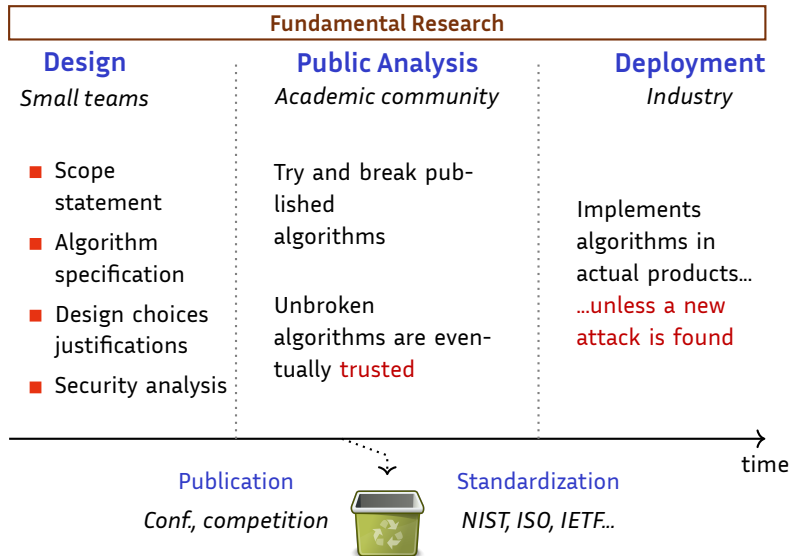 Fundamental Research
Design
Small teams
Scope
statement
Algorithm
specification
Design choices
justifications
Security analysis
Public Analysis
Academic community
Try and break pub-
lished
algorithms
Unbroken
algorithms are even-
tually trusted
Deployment
Industry
Implements
algorithms in
actual products...
...unless a new
attack is found
time
Publication
Conf., competition
Standardization
NIST, ISO, IETF...